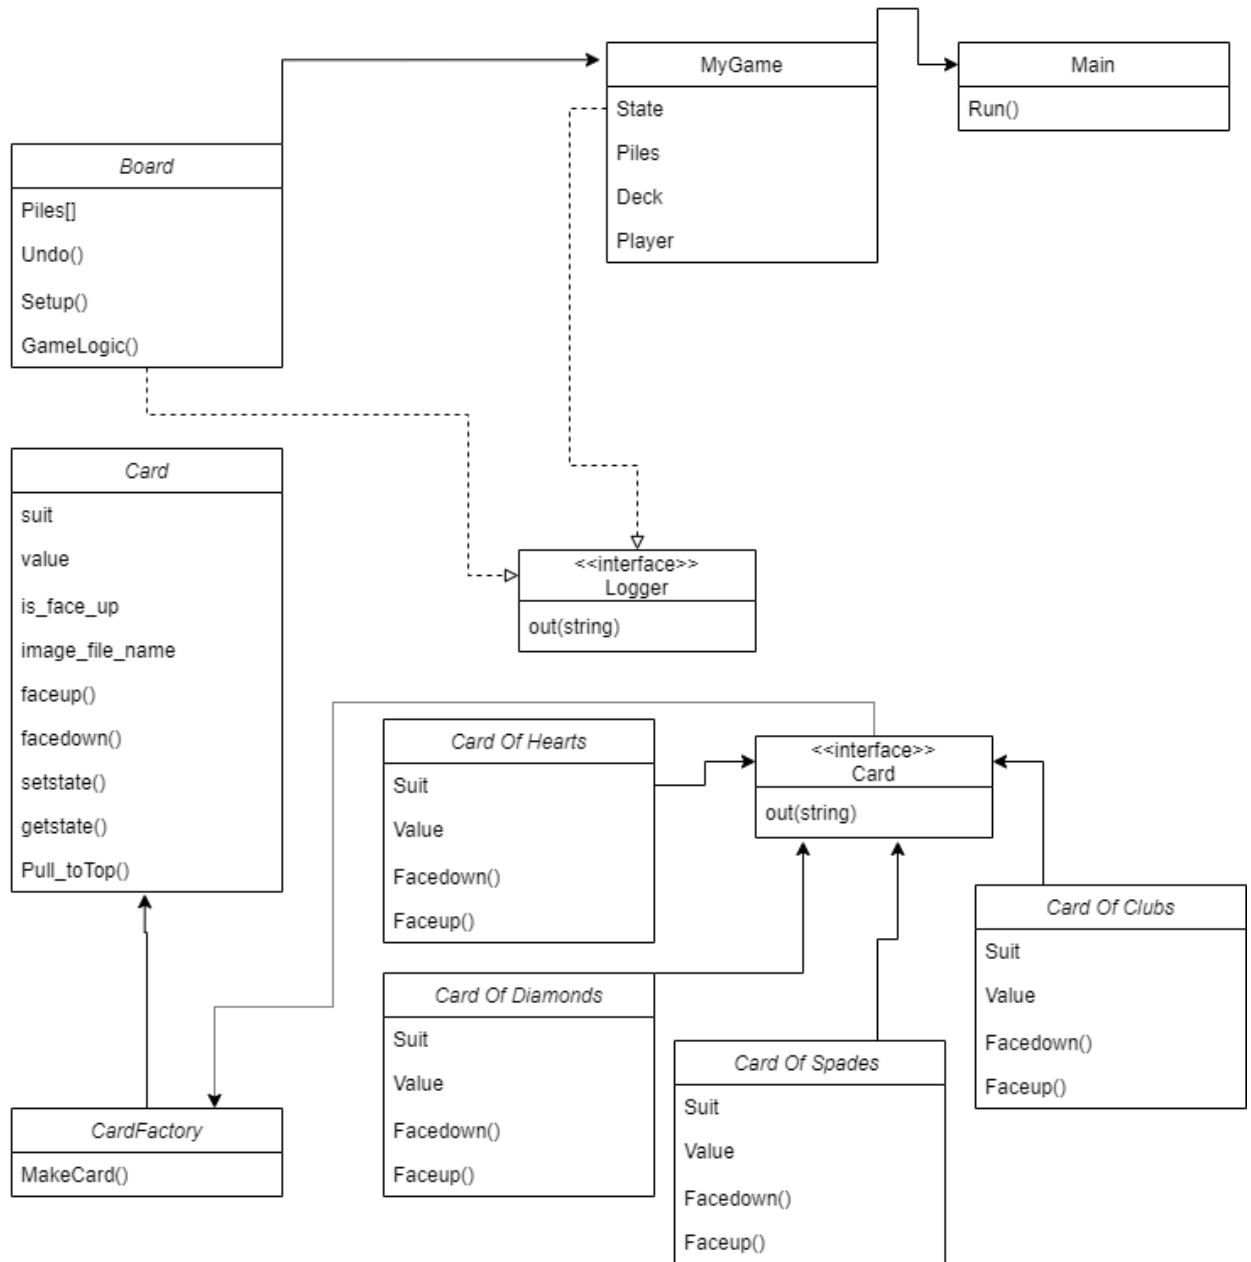 MyGame
State
Piles
Deck
Player
Main
Run()
Board
Piles[]
Undo()
Setup()
GameLogic()
Card
suit
value
is_face_up
image_file_name
faceup()
facedown()
setstate()
getstate()
Pull_toTop()
<<interface>>
Logger
out(string)
Card Of Hearts
Suit
Value
Facedown()
Faceup()
<<interface>>
Card
out(string)
Card Of Clubs
Suit
Value
Facedown()
Faceup()
Card Of Diamonds
Suit
Value
Facedown()
Faceup()
Card Of Spades
Suit
Value
Facedown()
Faceup()
CardFactory
MakeCard()